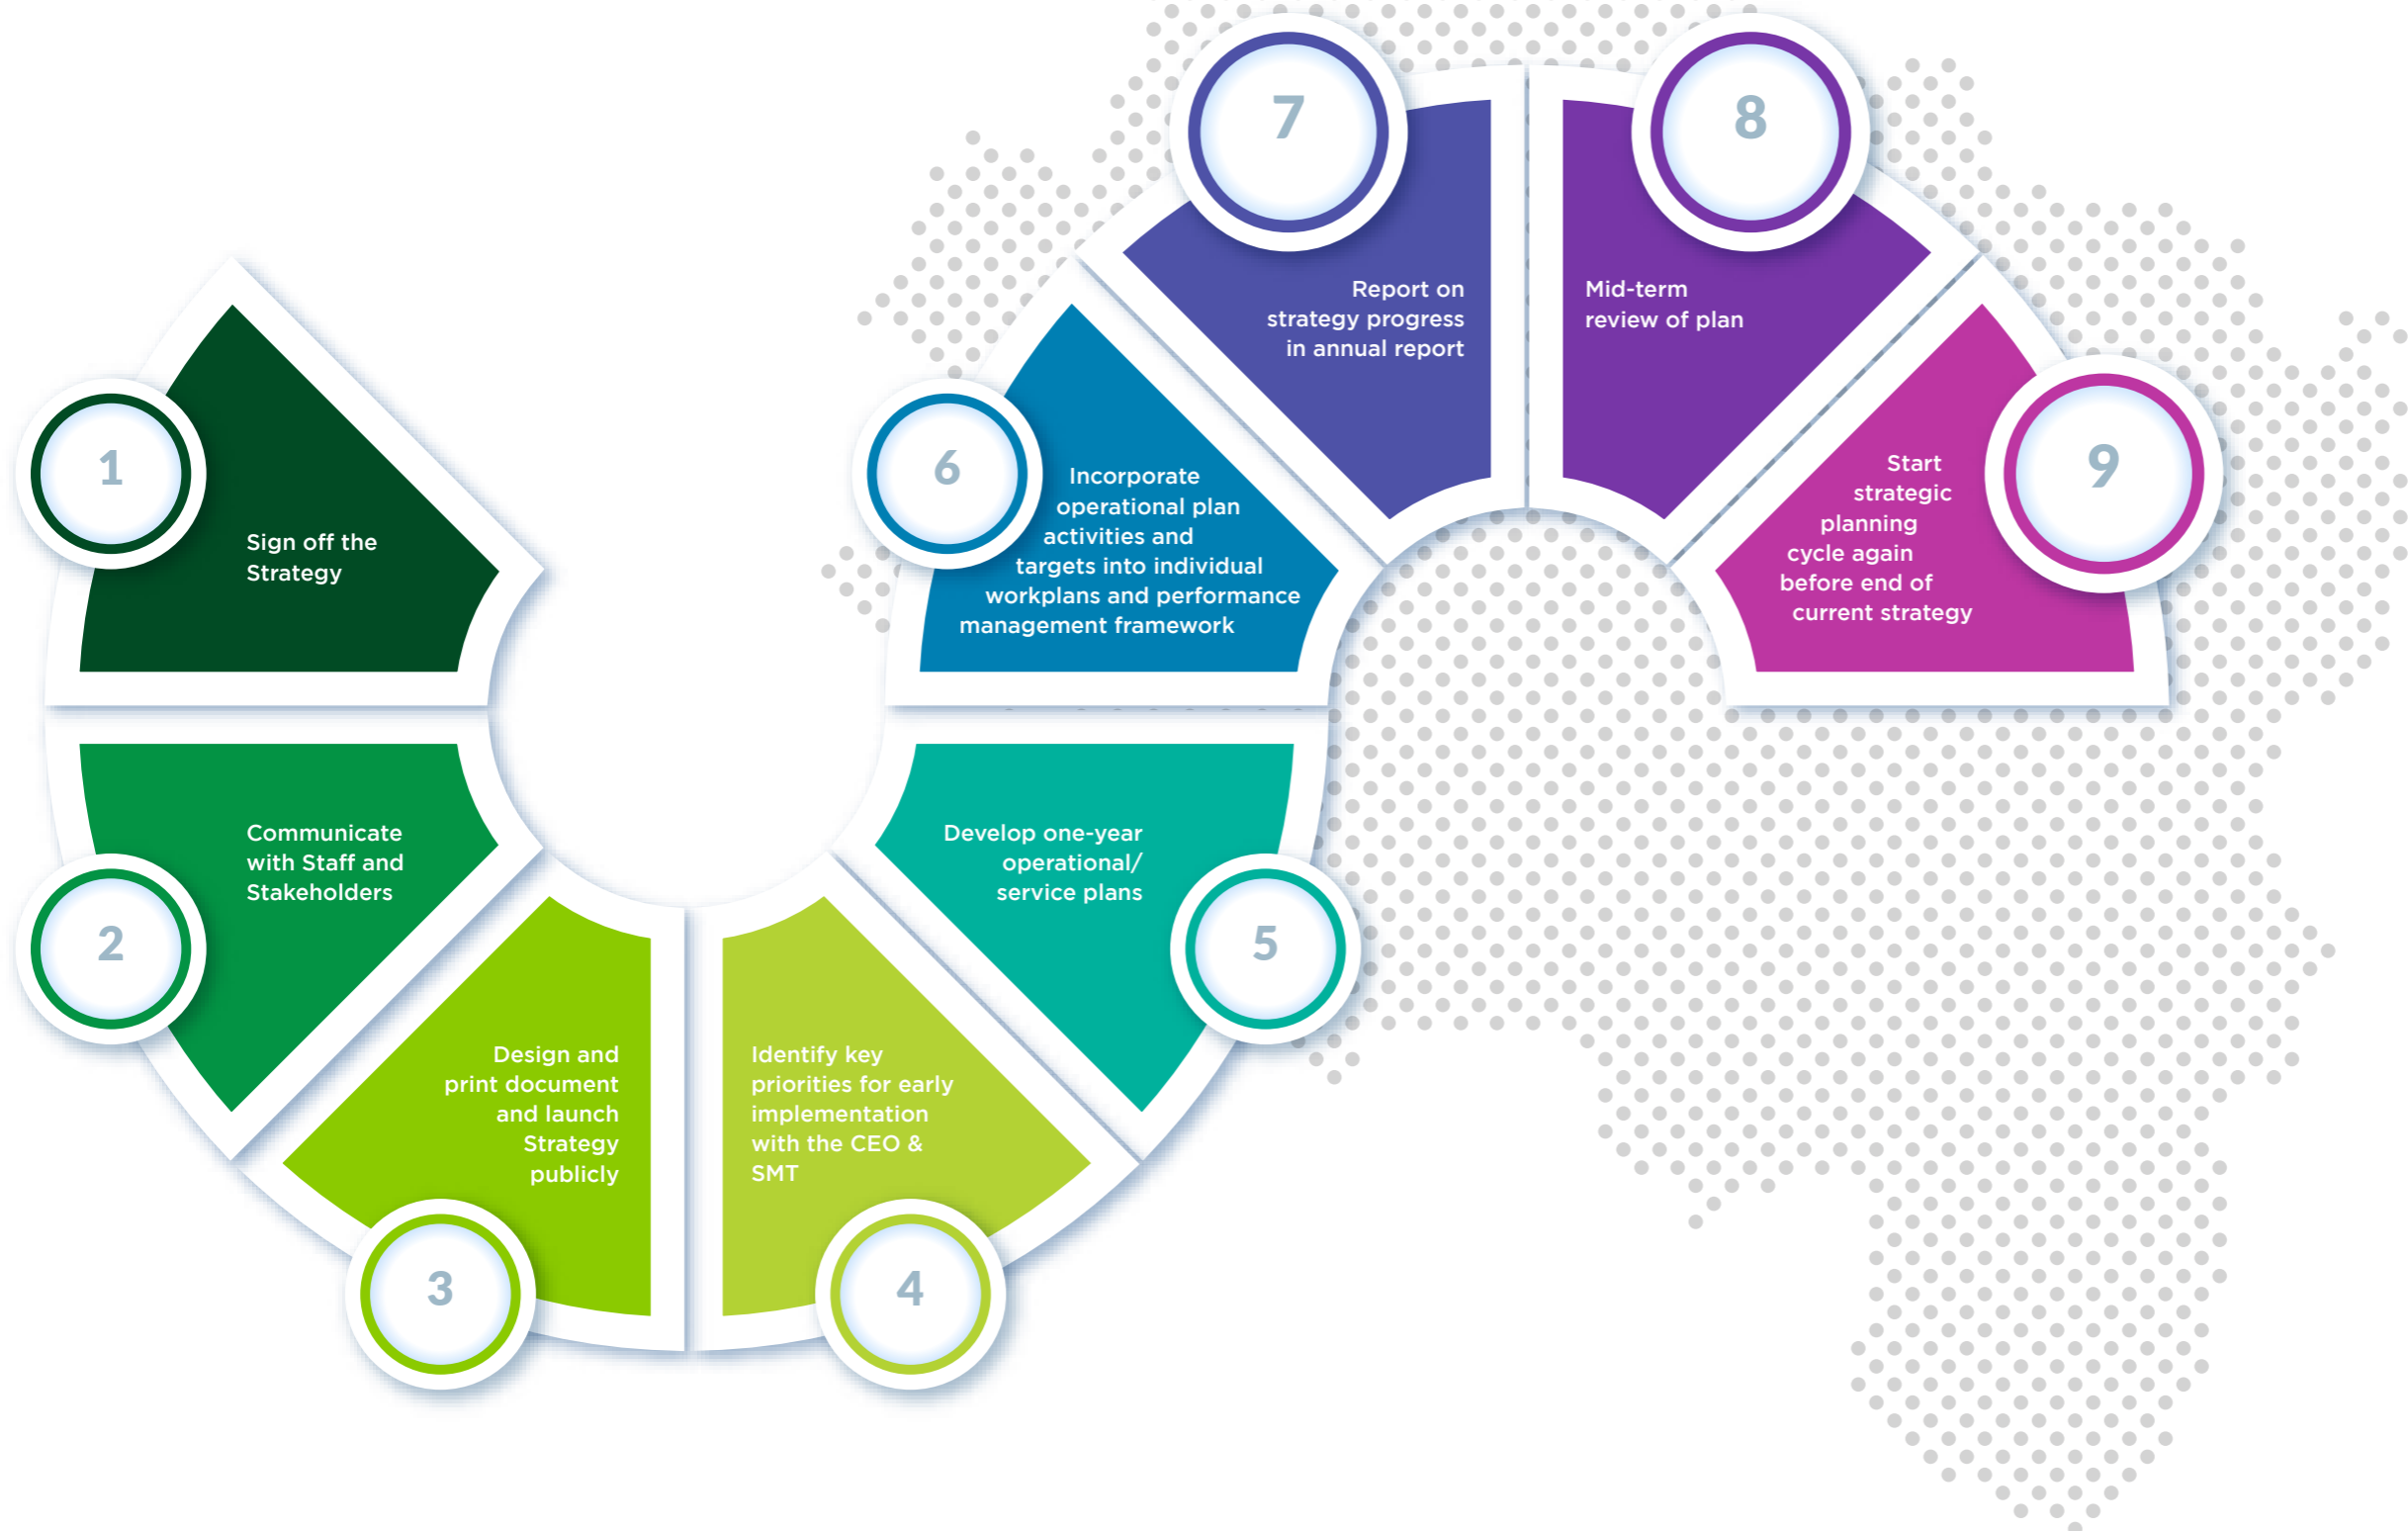 1
Sign off the
Strategy
2
Communicate
with Staff and
Stakeholders
3
Design and
print document
and launch
Strategy
publicly
4
Identify key
priorities for early
implementation
with the CEO &
SMT
5
Develop one-year
operational/
service plans
6
Incorporate
operational plan
activities and
targets into individual
workplans and performance
management framework
7
Report on
strategy progress
in annual report
8
Mid-term
review of plan
9
Start
strategic
planning
cycle again
before end of
current strategy